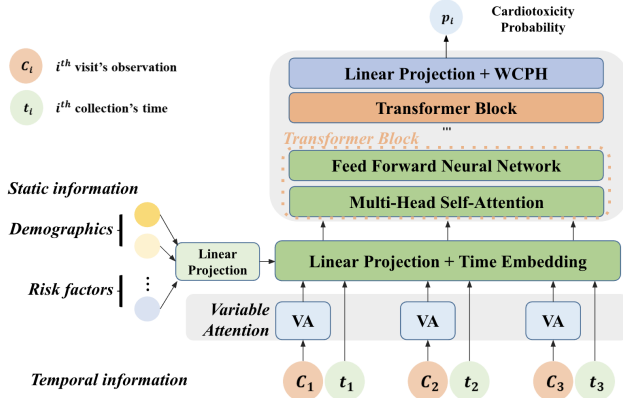 p_i
Cardiotoxicity
Probability
C_i
i^th visit's observation
t_i
i^th collection's time
Linear Projection + WCPH
Transformer Block
...
Transformer Block
Feed Forward Neural Network
Multi-Head Self-Attention
Static information
Demographics
Risk factors
Linear
Projection
Linear Projection + Time Embedding
Variable
Attention
VA
VA
VA
Temporal information
C_1
t_1
C_2
t_2
C_3
t_3